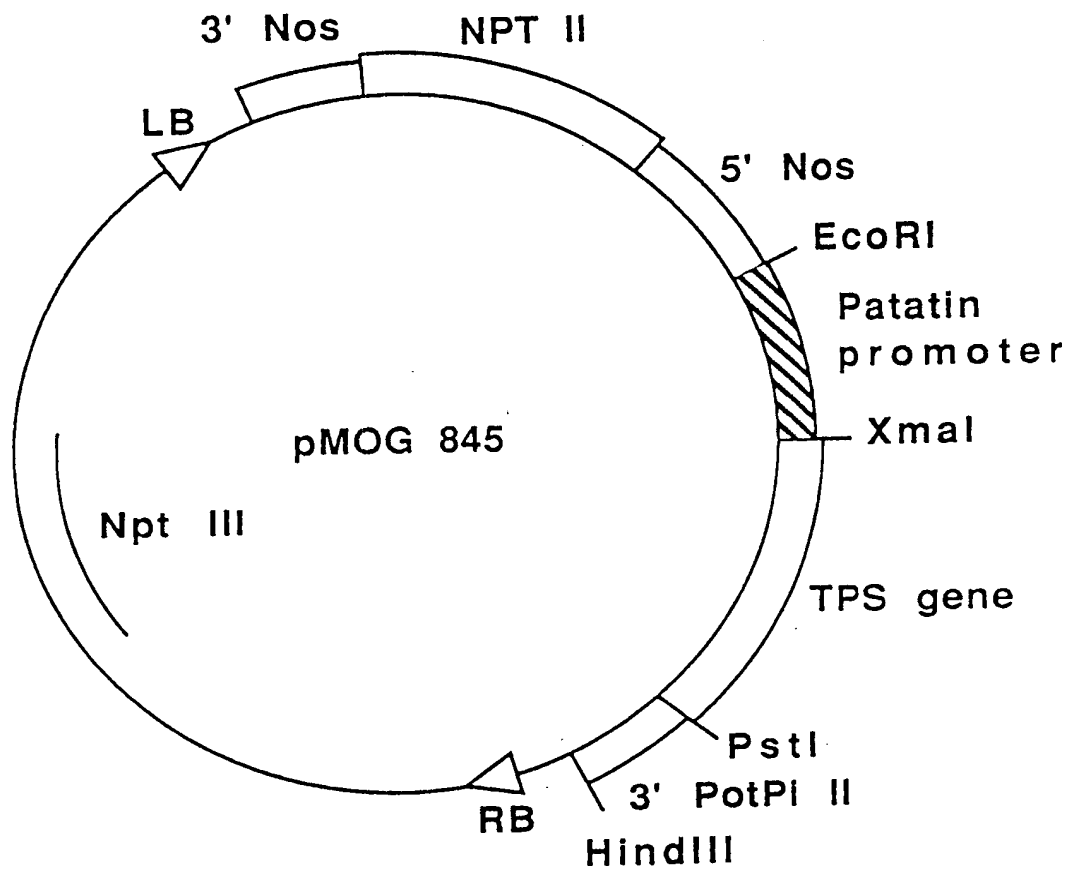 3' Nos
NPT II
LB
5' Nos
EcoRI
Patatin
promoter
XmaI
pMOG 845
Npt III
TPS gene
PstI
3' PotPi II
RB
HindIII